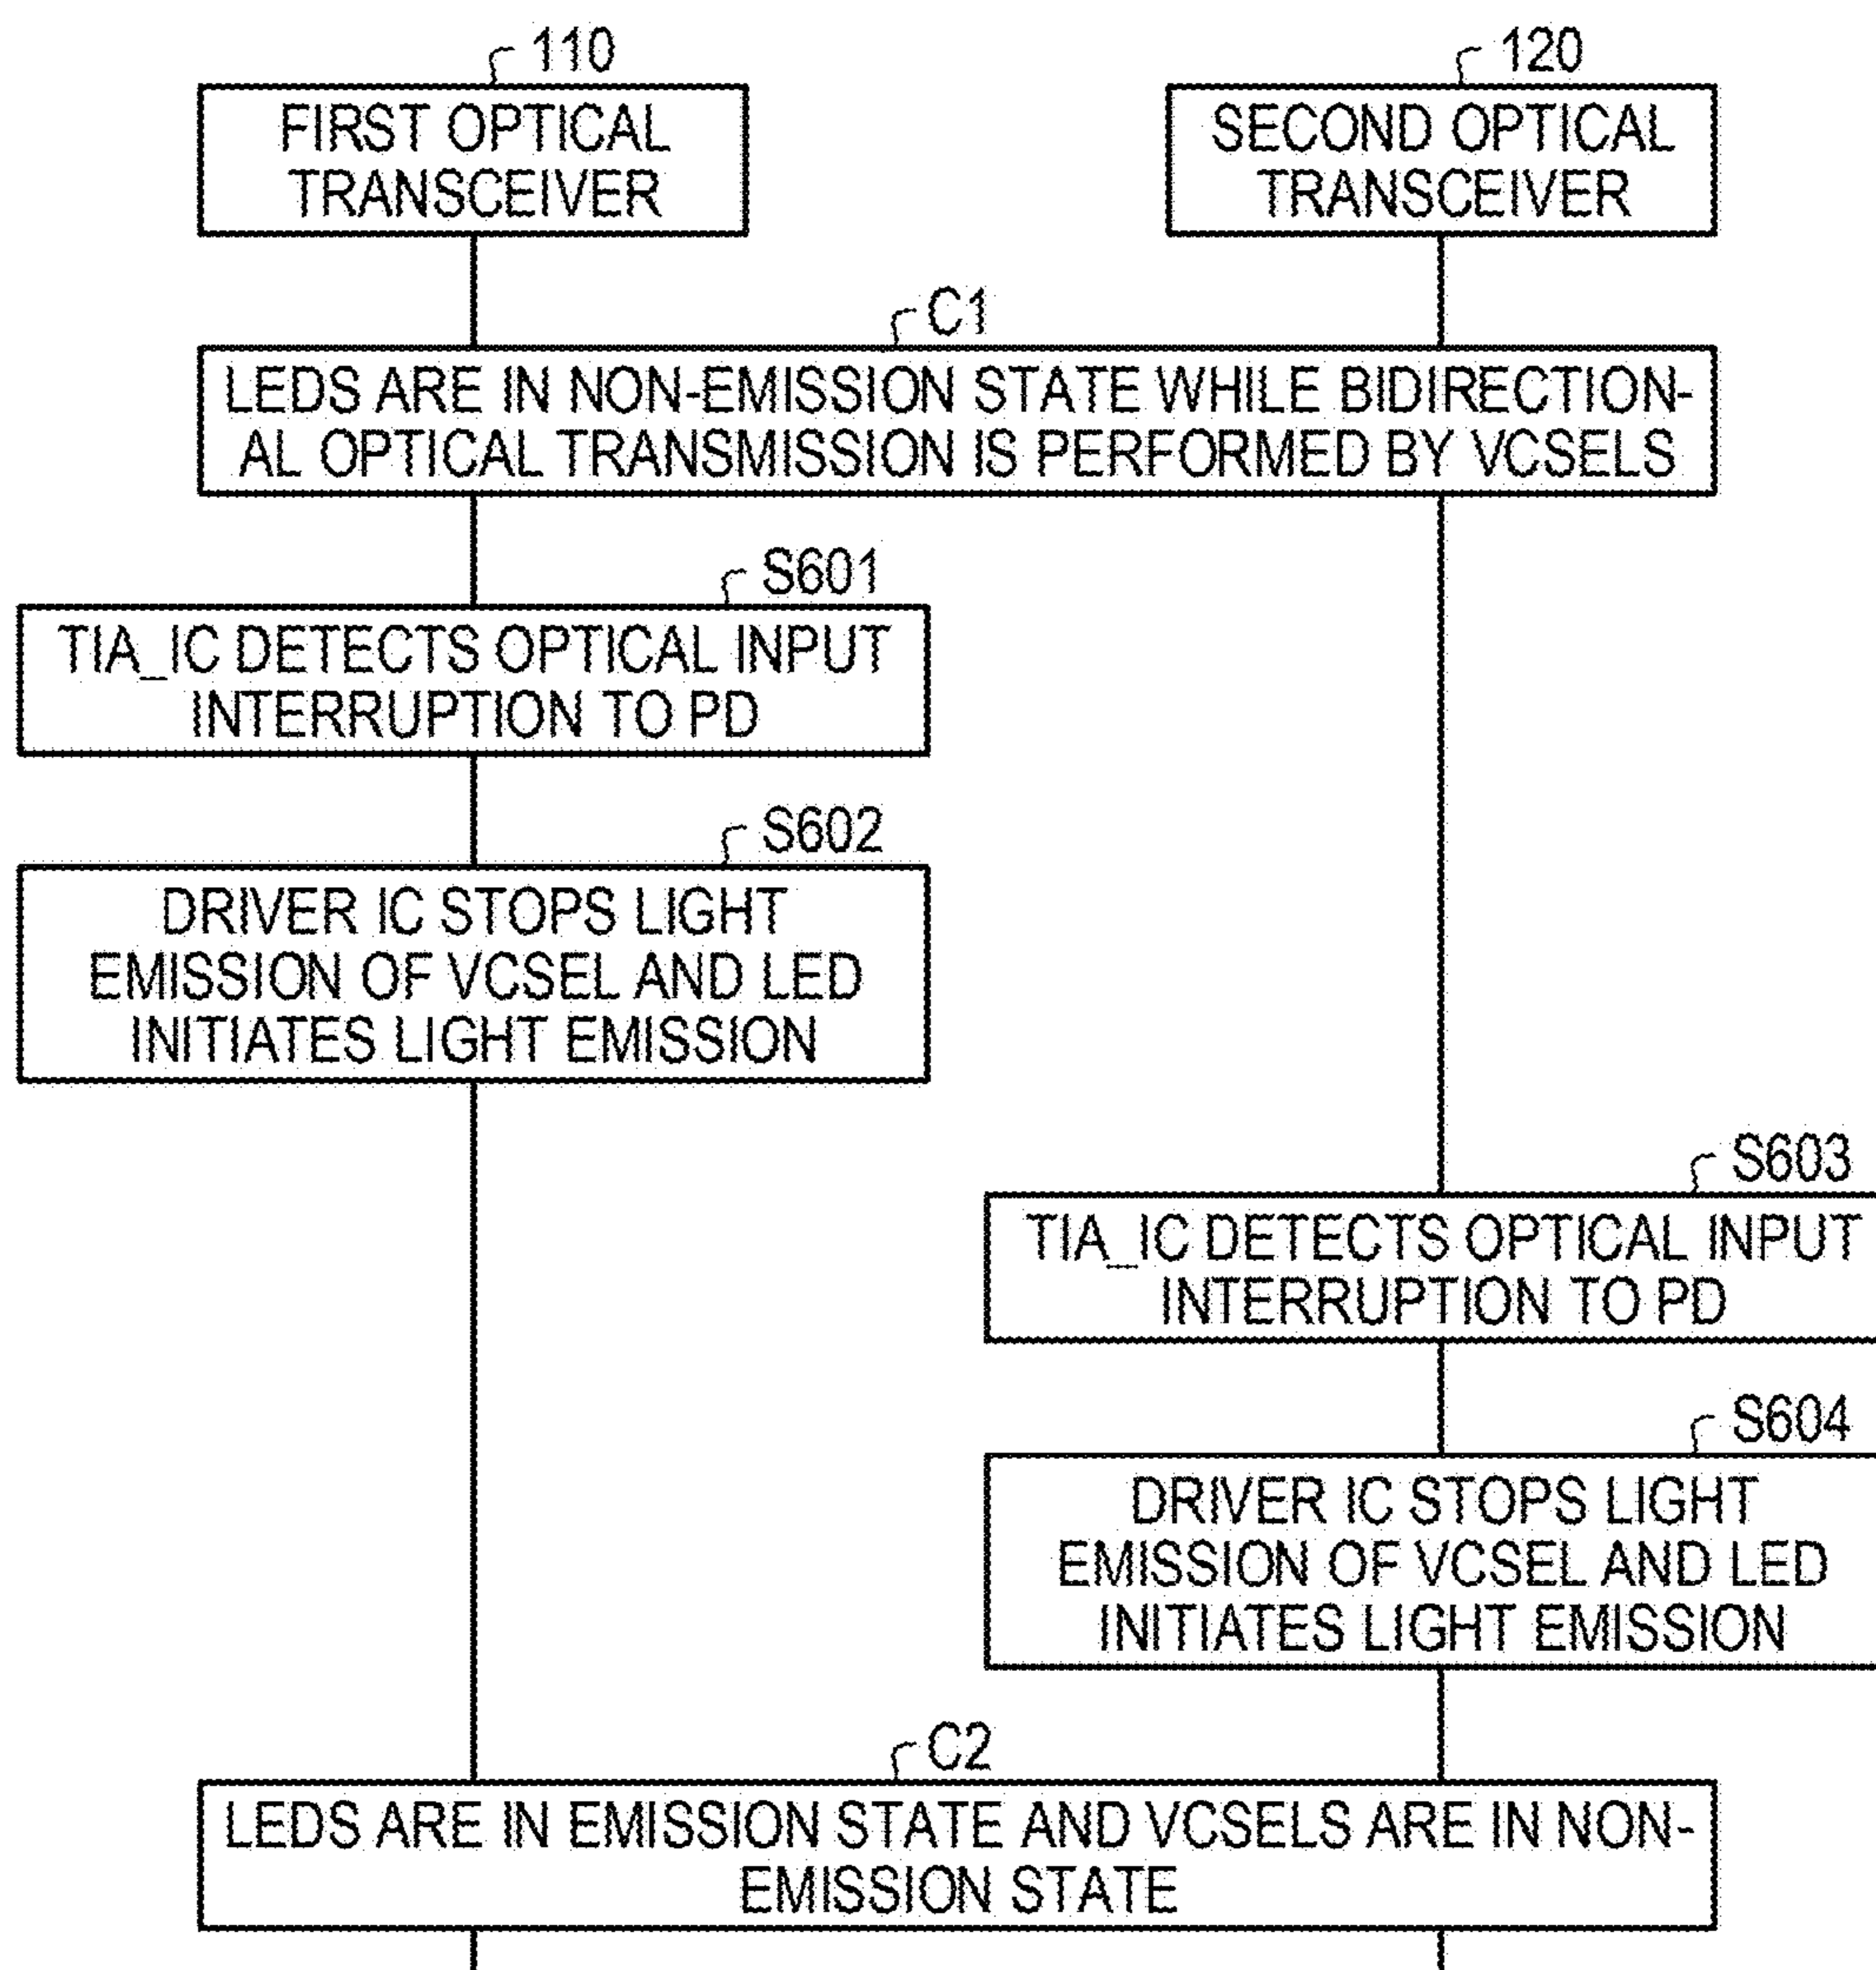 110
FIRST OPTICAL
TRANSCEIVER
120
SECOND OPTICAL
TRANSCEIVER
C1
LEDS ARE IN NON-EMISSION STATE WHILE BIDIRECTION-
AL OPTICAL TRANSMISSION IS PERFORMED BY VCSELS
S601
TIA_IC DETECTS OPTICAL INPUT
INTERRUPTION TO PD
S602
DRIVER IC STOPS LIGHT
EMISSION OF VCSEL AND LED
INITIATES LIGHT EMISSION
S603
TIA_IC DETECTS OPTICAL INPUT
INTERRUPTION TO PD
S604
DRIVER IC STOPS LIGHT
EMISSION OF VCSEL AND LED
INITIATES LIGHT EMISSION
C2
LEDS ARE IN EMISSION STATE AND VCSELS ARE IN NON-
EMISSION STATE